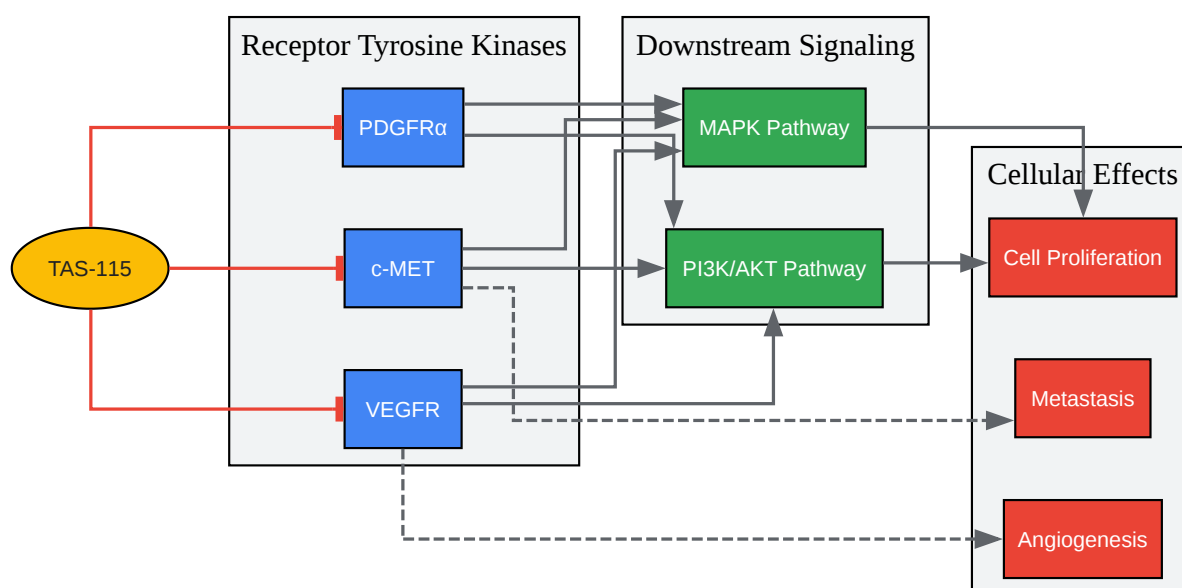 Receptor Tyrosine Kinases
Downstream Signaling
PDGFRα
MAPK Pathway
Cellular Effects
TAS-115
c-MET
PI3K/AKT Pathway
Cell Proliferation
VEGFR
Metastasis
Angiogenesis